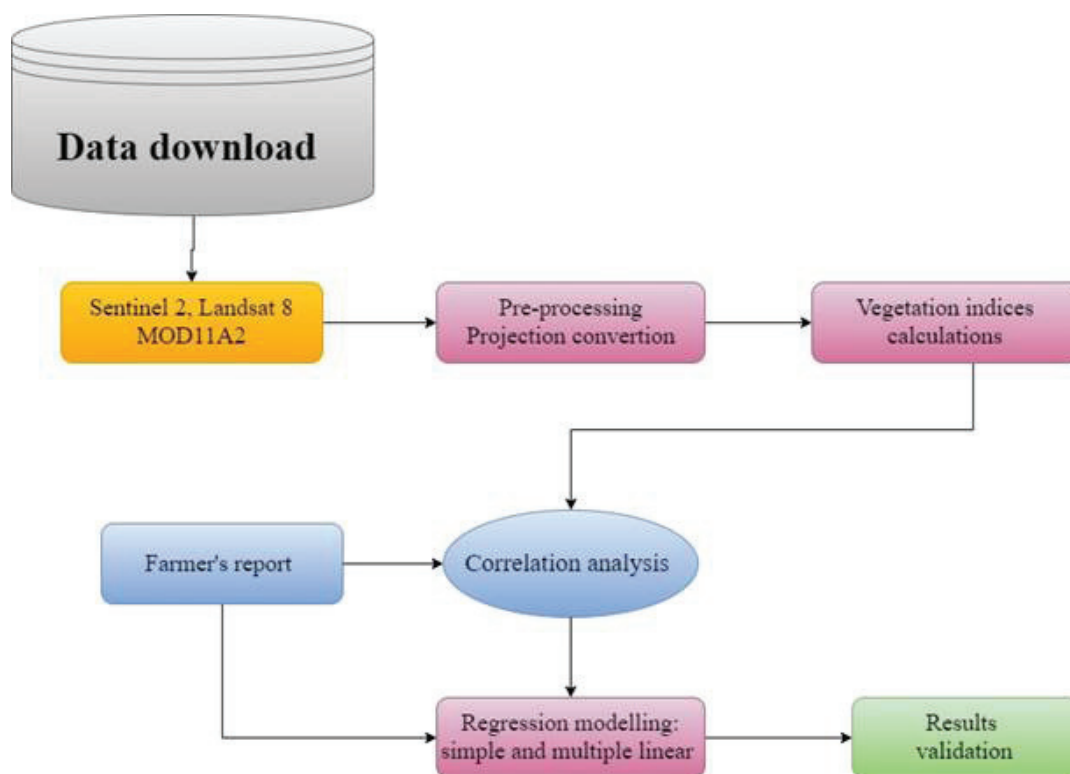 Data download
Sentinel 2, Landsat 8
MOD11A2
Pre-processing
Projection convertion
Vegetation indices
calculations
Farmer's report
Correlation analysis
Regression modelling:
simple and multiple linear
Results
validation